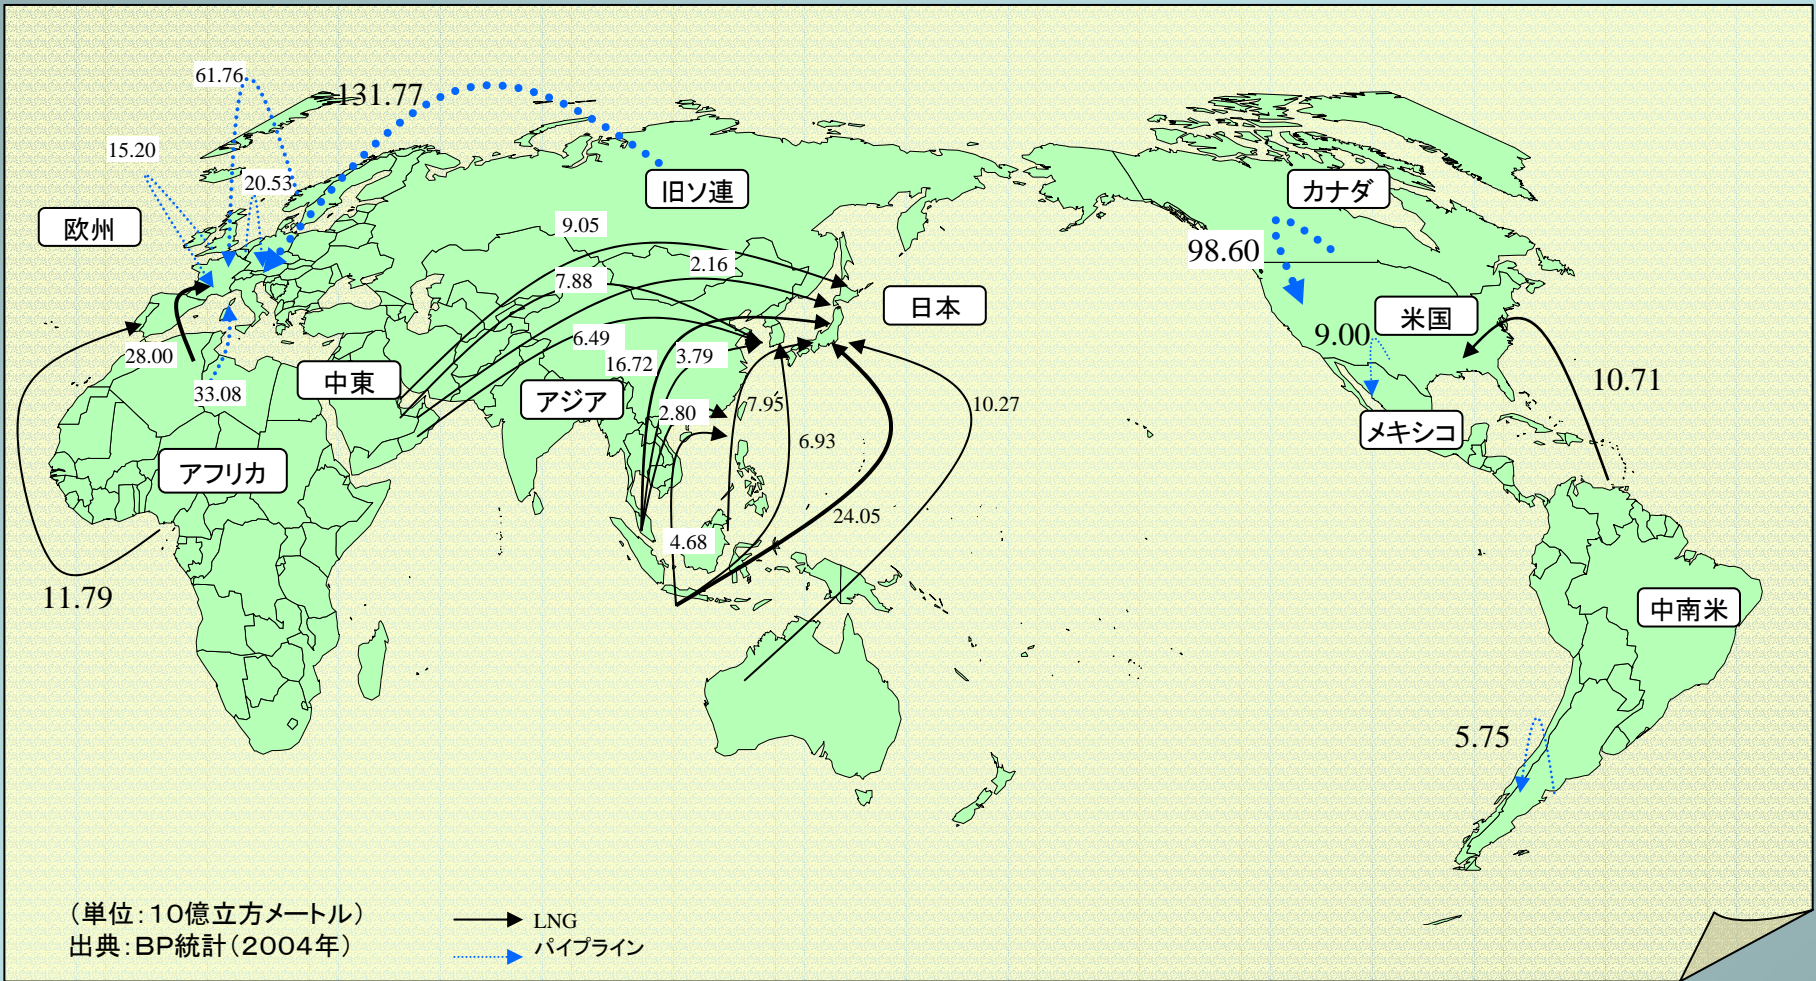 61.76
131.77
15.20
20.53
旧ソ連
カナダ
欧州
9.05
98.60
2.16
7.88
日本
米国
6.49
9.00
28.00
16.72
3.79
中東
10.71
33.08
アジア
2.80
7.95
10.27
メキシコ
6.93
アフリカ
24.05
4.68
11.79
中南米
5.75
(単位:10億立方メートル)
出典:BP統計(2004年)
LNG
パイプライン